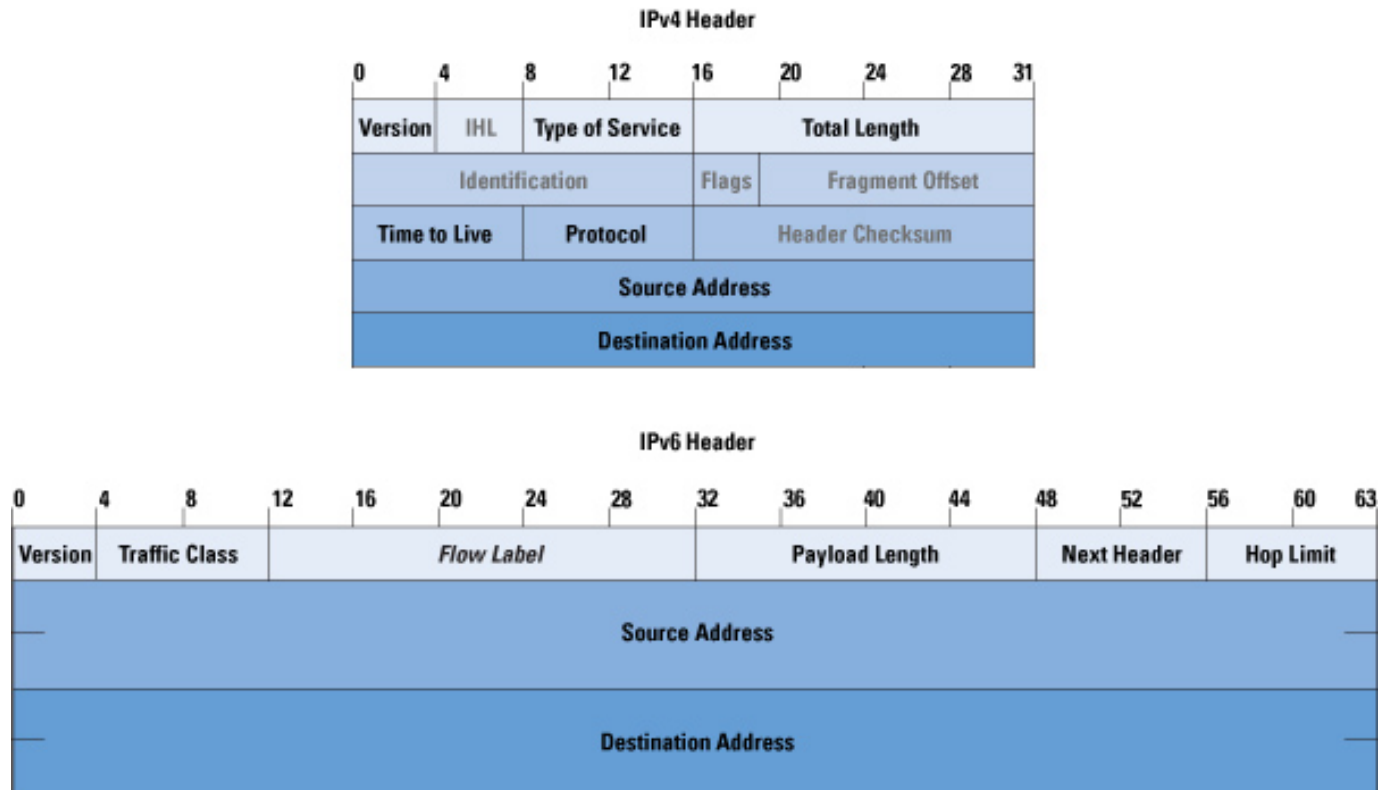 IPv4 Header
0 4 8 12 16 20 24 28 31
Version IHL Type of Service Total Length
Identification Flags Fragment Offset
Time to Live Protocol Header Checksum
Source Address
Destination Address
IPv6 Header
0 4 8 12 16 20 24 28 32 36 40 44 48 52 56 60 63
Version Traffic Class Flow Label Payload Length Next Header Hop Limit
Source Address
Destination Address